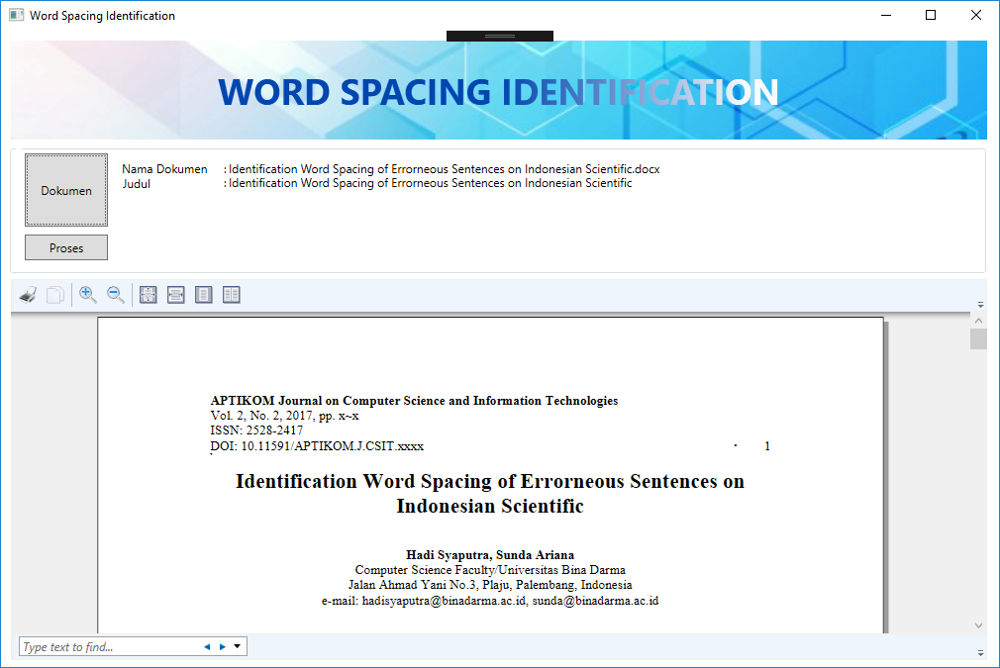 Word Spacing Identification
WORD SPACING IDENTIFICATION
Dokumen
Nama Dokumen : Identification Word Spacing of Errorneous Sentences on Indonesian Scientific.docx
Judul : Identification Word Spacing of Errorneous Sentences on Indonesian Scientific
Proses
APTIKOM Journal on Computer Science and Information Technologies
Vol. 2, No. 2, 2017, pp. x~x
ISSN: 2528-2417
DOI: 10.11591/APTIKOM.J.CSIT.xxxx 1
Identification Word Spacing of Errorneous Sentences on
Indonesian Scientific
Hadi Syaputra, Sunda Ariana
Computer Science Faculty/Universitas Bina Darma
Jalan Ahmad Yani No.3, Plaju, Palembang, Indonesia
e-mail: hadisyaputra@binadarma.ac.id, sunda@binadarma.ac.id
Type text to find...